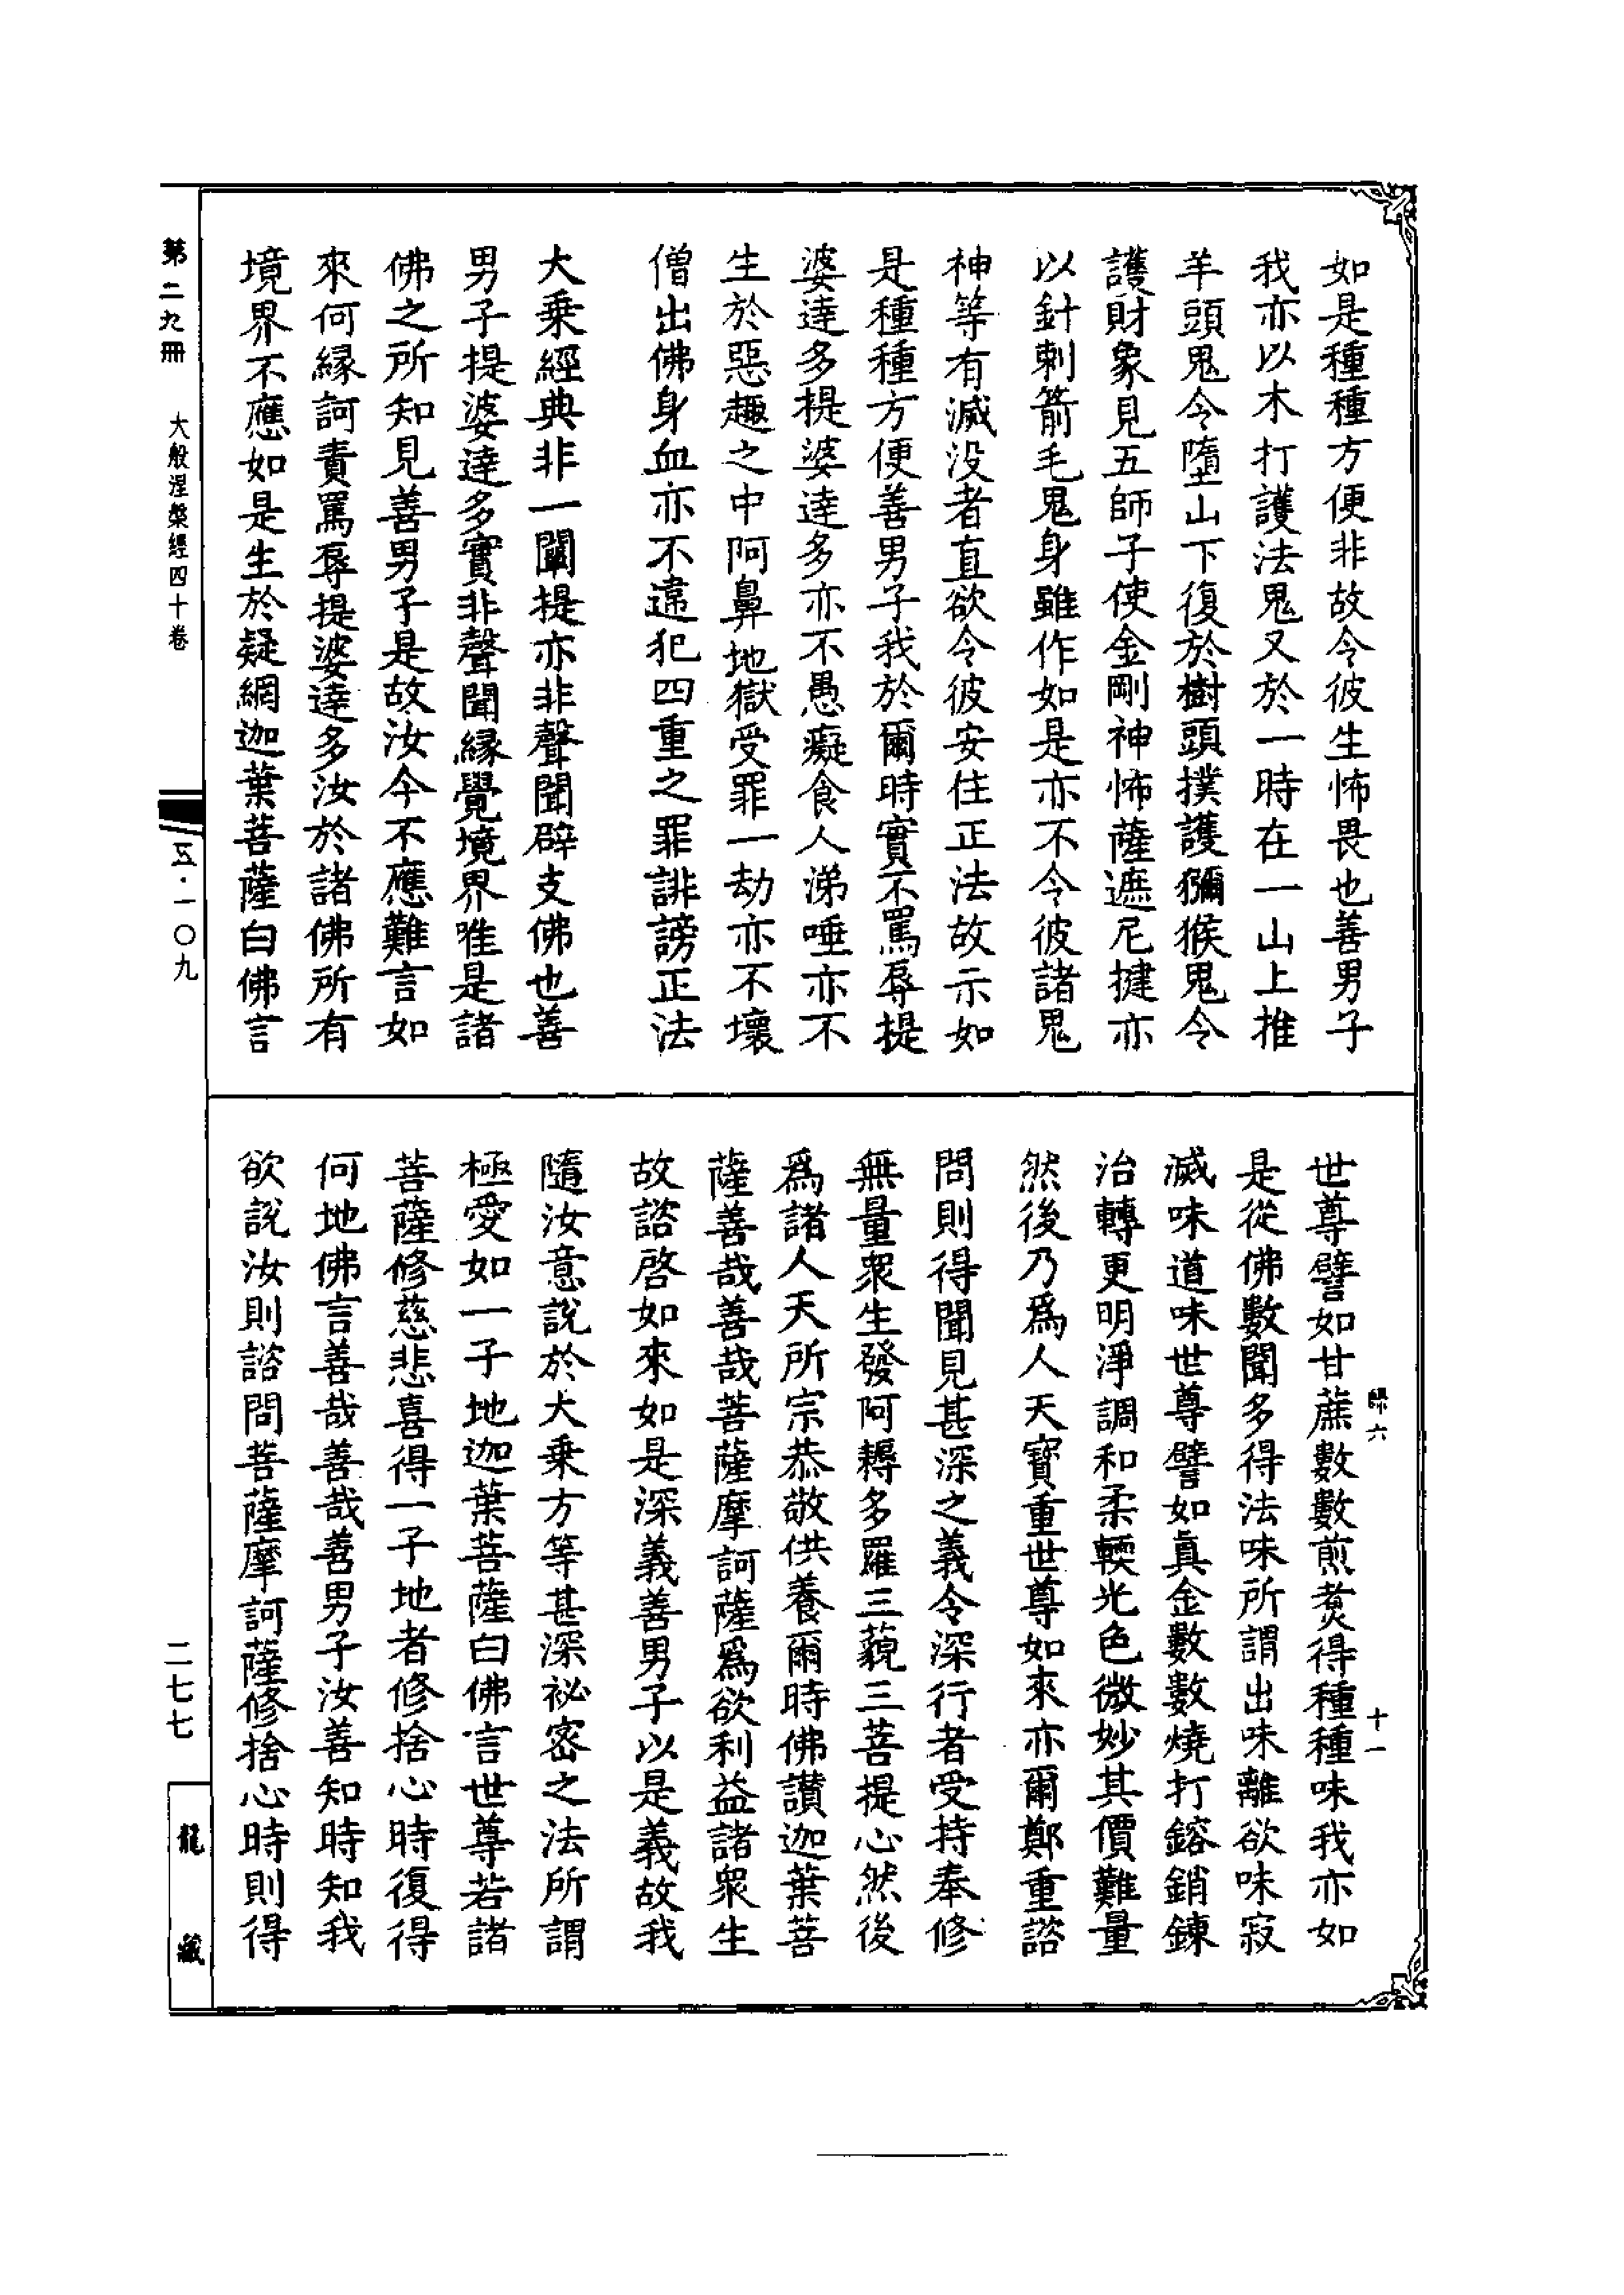 如是種種方便非故令彼生怖畏也善男子
我亦以木打護法鬼又於一時在一山上推
羊頭鬼令墮山下復於樹頭撲護獼猴鬼令
護財象見五師子使金剛神怖薩遮尼揵亦
以針刺箭毛鬼身雖作如是亦不令彼諸鬼
神等有滅没者直欲令彼安住正法故示如
是種種方便善男子我於爾時實不罵辱提
婆達多提婆達多亦不愚癡食人涕唾亦不
生於惡趣之中阿鼻地獄受罪一劫亦不壞
僧出佛身血亦不違犯四重之罪誹謗正法
大乗經典非一闡提亦非聲聞辟支佛也善
男子提婆達多實非聲聞縁覺境界唯是諸
佛之所知見善男子是故汝今不應難言如
來何縁訶責罵辱提婆達多汝於諸佛所有
境界不應如是生於疑網迦葉菩薩白佛言
世尊譬如甘蔗數數煎煑得種種味我亦如
是從佛數聞多得法味所謂出味離欲味寂
滅味道味世尊譬如眞金數數燒打鎔銷鍊
治轉更明淨調和柔輭光色微妙其價難量
然後乃爲人天寶重世尊如來亦爾鄭重諮
問則得聞見甚深之義令深行者受持奉修
無量衆生發阿耨多羅三藐三菩提心然後
爲諸人天所宗恭敬供養爾時佛讃迦葉菩
薩善哉善哉菩薩摩訶薩爲欲利益諸衆生
故諮啓如來如是深義善男子以是義故我
隨汝意說於大乗方等甚深祕密之法所謂
極愛如一子地迦葉菩薩白佛言世尊若諸
菩薩修慈悲喜得一子地者修捨心時復得
何地佛言善哉善哉善男子汝善知時知我
欲說汝則諮問菩薩摩訶薩修捨心時則得
歸六
十一
第二九冊
大般涅槃經四十卷
五·一〇九
二七七
龍藏